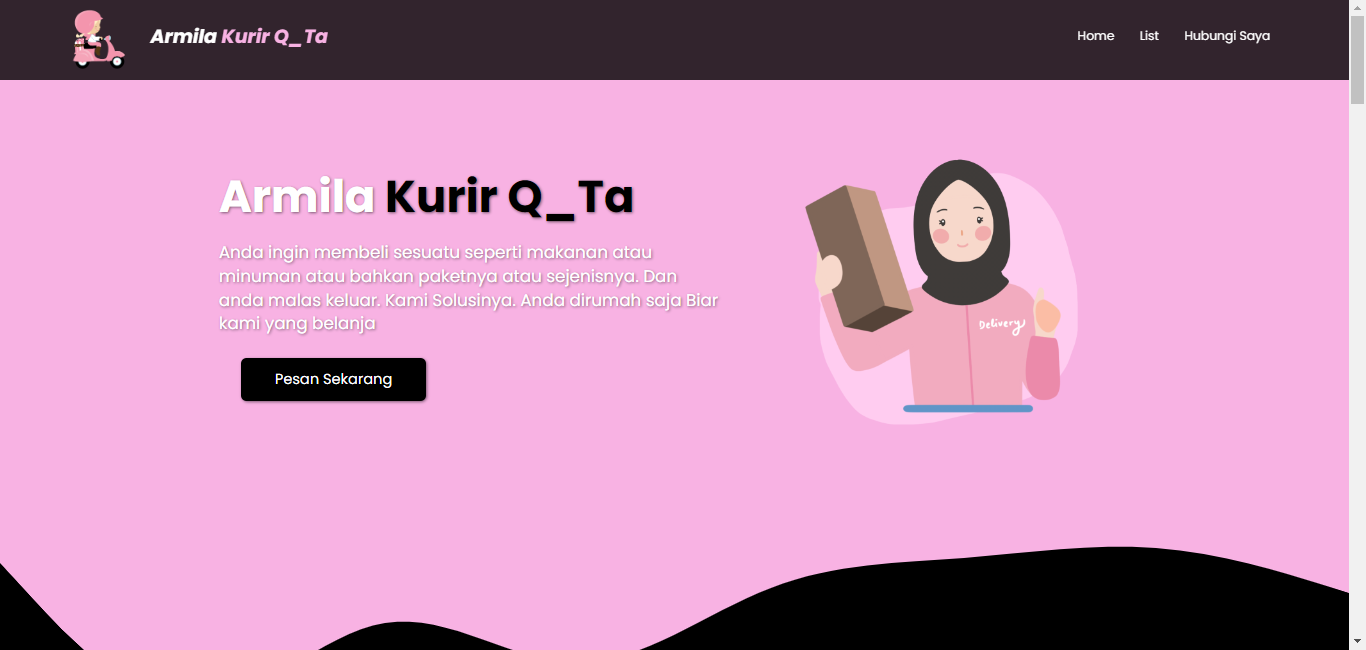 Armila Kurir Q_Ta
Home List Hubungi Saya
Armila Kurir Q_Ta
Anda ingin membeli sesuatu seperti makanan atau
minuman atau bahkan paketnya atau sejenisnya. Dan
anda malas keluar. Kami Solusinya. Anda dirumah saja Biar
kami yang belanja
Pesan Sekarang
Delivery